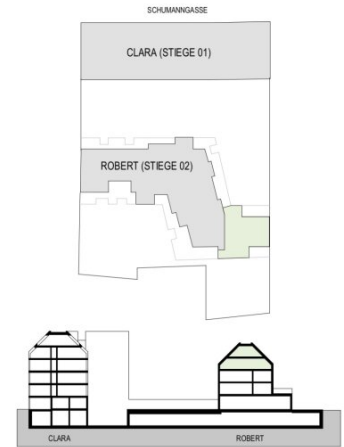 SCHUMANNGASSE
CLARA (STIEGE 01)
ROBERT (STIEGE 02)
CLARA
ROBERT